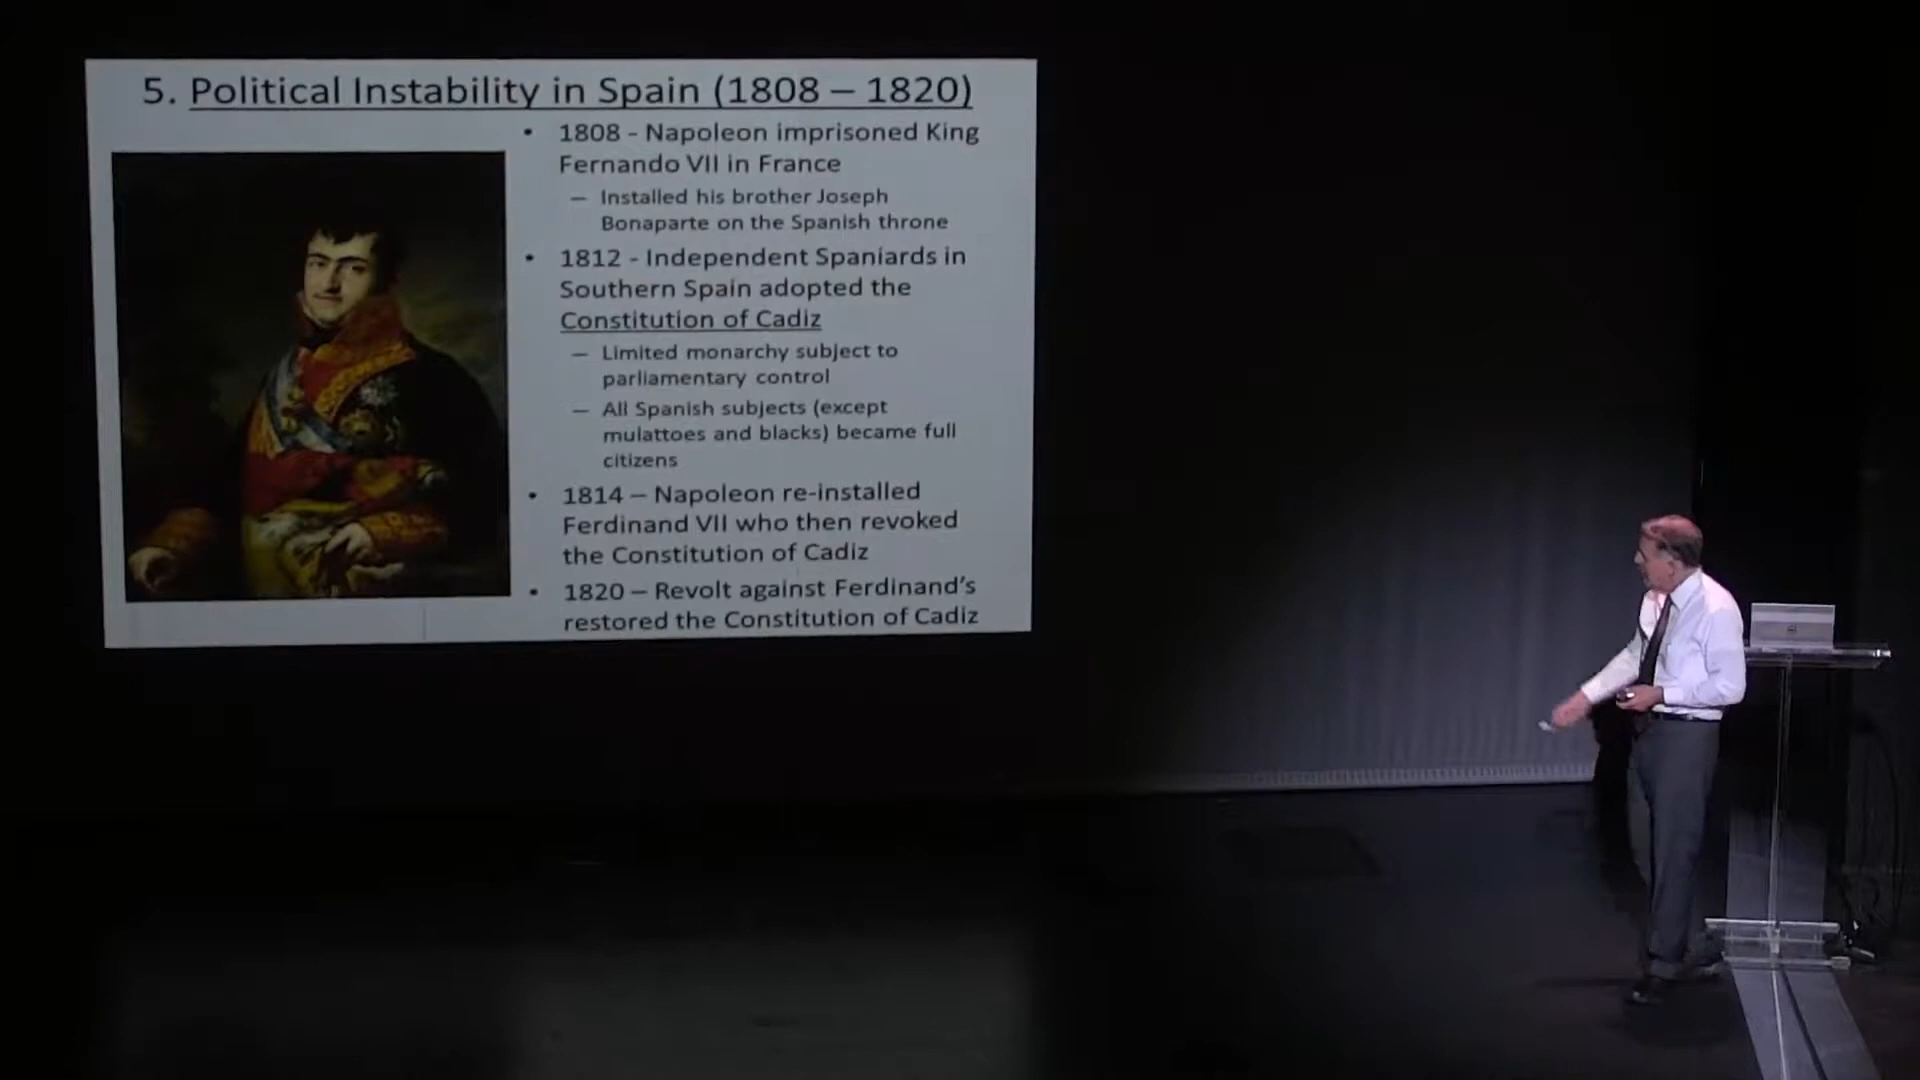 5. Political Instability in Spain (1808 – 1820)
• 1808 - Napoleon imprisoned King
Fernando VII in France
– Installed his brother Joseph
Bonaparte on the Spanish throne
• 1812 - Independent Spaniards in
Southern Spain adopted the
Constitution of Cadiz
– Limited monarchy subject to
parliamentary control
– All Spanish subjects (except
mulattoes and blacks) became full
citizens
• 1814 – Napoleon re-installed
Ferdinand VII who then revoked
the Constitution of Cadiz
• 1820 – Revolt against Ferdinand's
restored the Constitution of Cadiz